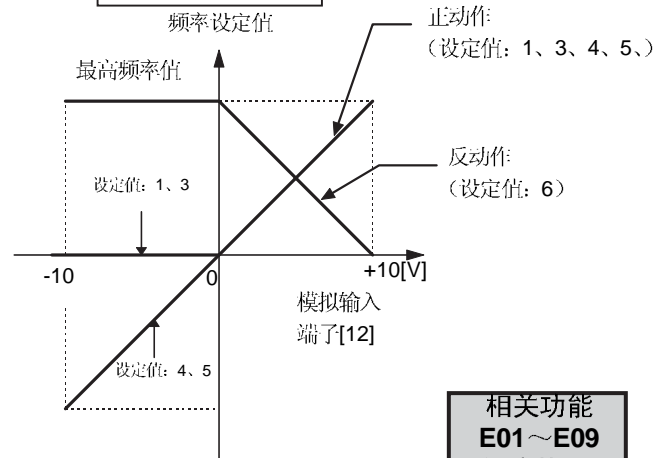 频率设定值
正动作
（设定值：1、3、4、5、）
最高频率值
反动作
（设定值：6）
设定值：1、3
-10
0
+10[V]
模拟输入
端子[12]
设定值：4、5
相关功能
E01～E09